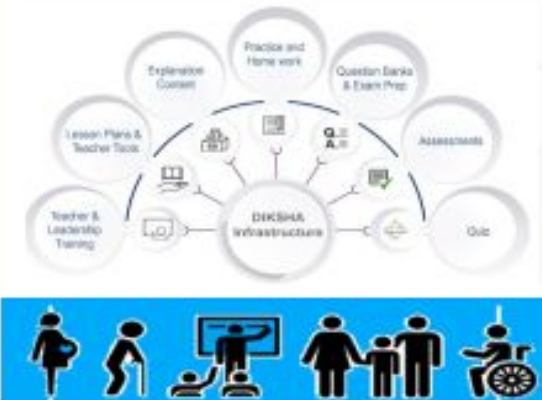 Practice and
Home work
Explanation
Content
Question Banks
& Exam Prep
Lesson Plans &
Teacher Tools
Assessments
Teacher &
Leadership
Training
DIKSHA
Infrastructure
Quiz
Q.
A.